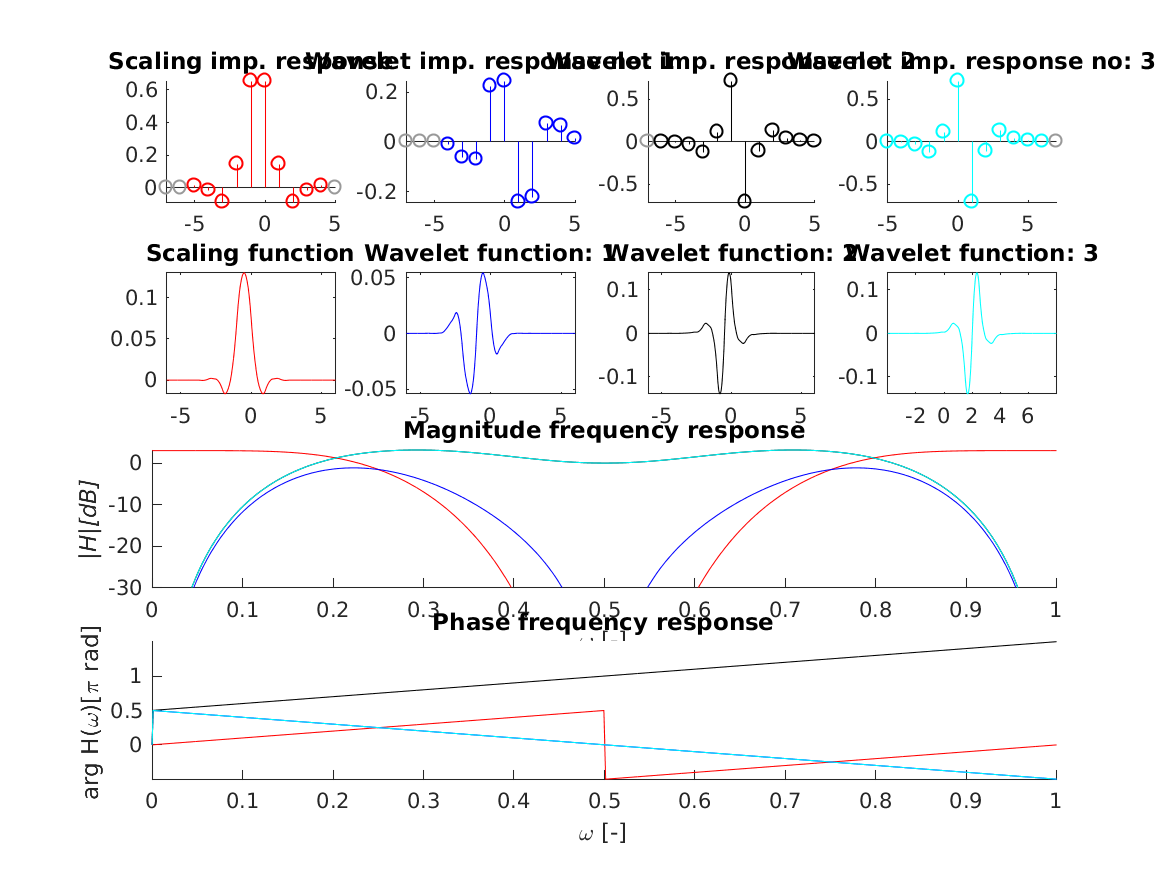 Scaling imp. response Wavelet imp. response no: 1 Wavelet imp. response no: 2 Wavelet imp. response no: 3
0.6
0.4
0.2
0
-5 0 5
0.2
0
-0.2
-5 0 5
0.5
0
-0.5
-5 0 5
0.5
0
-0.5
-5 0 5
Scaling function Wavelet function: 1 Wavelet function: 2 Wavelet function: 3
0.1
0.05
0
-5 0 5
0.05
0
-0.05
-5 0 5
0.1
0
-0.1
-5 0 5
0.1
0
-0.1
-2 0 2 4 6
Magnitude frequency response
|H|[dB]
0
-10
-20
-30
0 0.1 0.2 0.3 0.4 0.5 0.6 0.7 0.8 0.9 1
ω [-]
Phase frequency response
arg H(ω)[π rad]
1
0.5
0
0 0.1 0.2 0.3 0.4 0.5 0.6 0.7 0.8 0.9 1
ω [-]